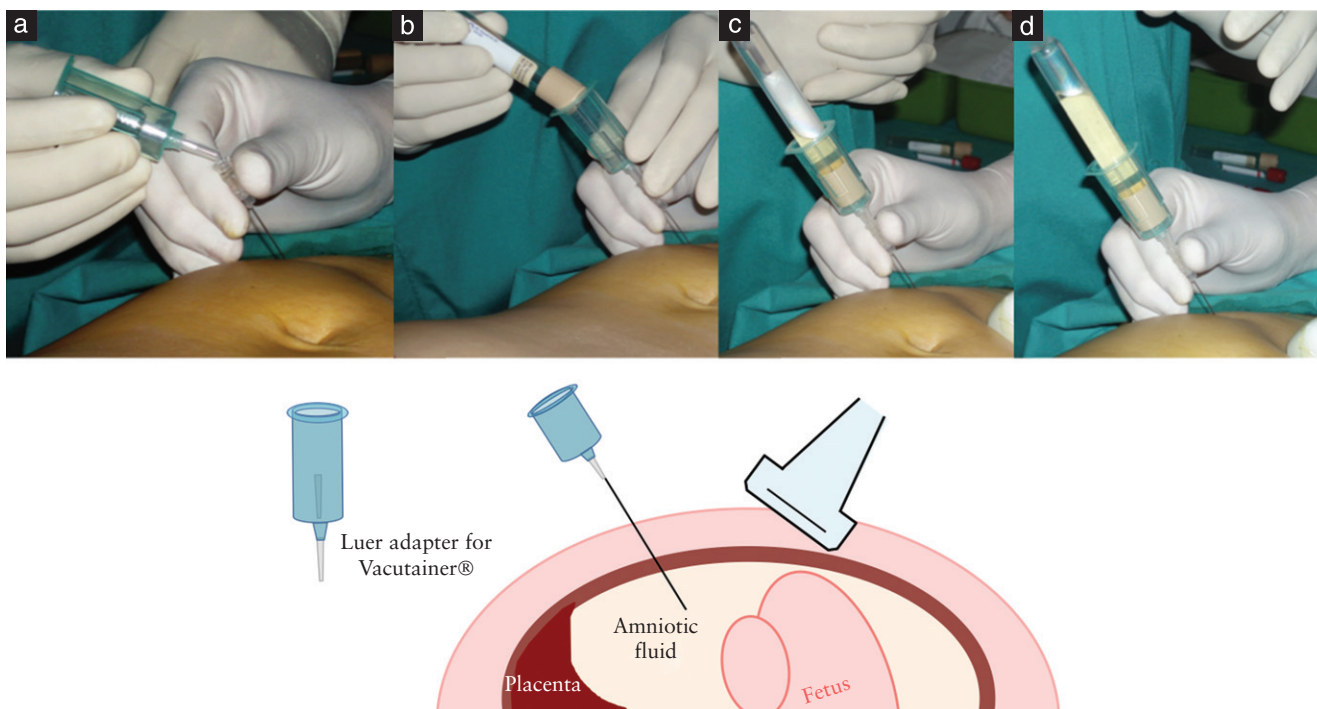 a
b
c
d
Luer adapter for
Vacutainer®
Amniotic
fluid
Placenta
Fetus